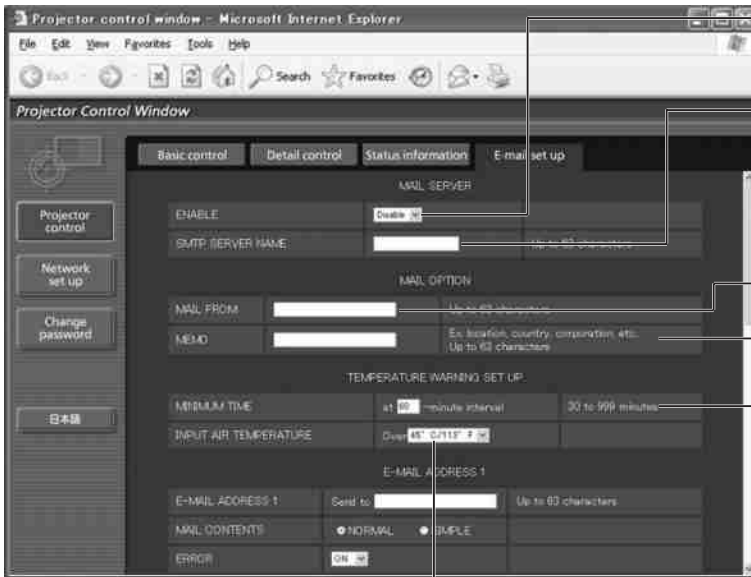 Projector control window - Microsoft Internet Explorer
File Edit View Favorites Tools Help
Back Search Favorites
Projector Control Window
Basic control Detail control Status information E-mail set up
MAIL SERVER
Projector control
ENABLE Disable
SMTP SERVER NAME Up to 63 characters
Network set up
MAIL OPTION
MAIL FROM Up to 63 characters
Change password
MEMO Ex. location, country, corporation, etc.
Up to 63 characters
TEMPERATURE WARNING SET UP
MINIMUM TIME at 60 -minute interval 30 to 999 minutes
日本語
INPUT AIR TEMPERATURE Over 45° C/113° F
E-MAIL ADDRESS 1
E-MAIL ADDRESS 1 Send to Up to 63 characters
MAIL CONTENTS NORMAL SIMPLE
ERROR ON